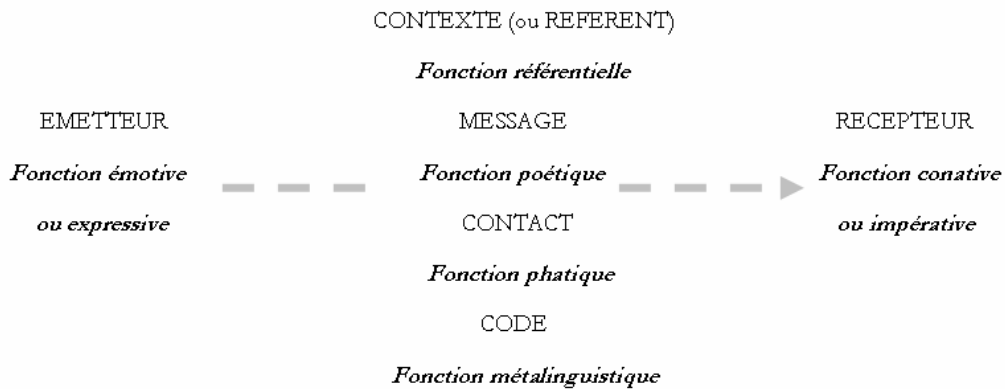 CONTEXTE (ou REFERENT)
Fonction référentielle
EMETTEUR MESSAGE RECEPTEUR
Fonction émotive Fonction poétique Fonction conative
ou expressive CONTACT ou impérative
Fonction phatique
CODE
Fonction métalinguistique